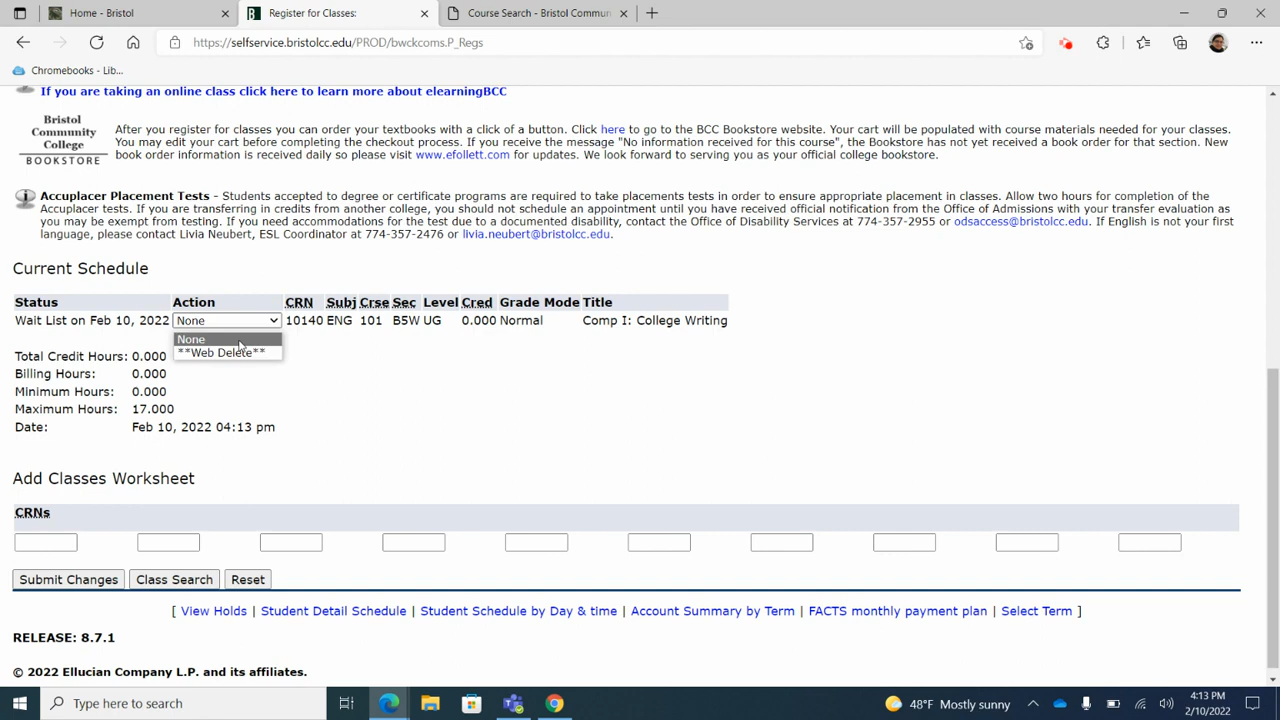 Home - Bristol
Register for Classes:
Course Search - Bristol Commun
https://selfservice.bristolcc.edu/PROD/bwckcoms.P_Regs
Chromebooks - Lib...
If you are taking an online class click here to learn more about elearningBCC
Bristol
Community
College
BOOKSTORE
After you register for classes you can order your textbooks with a click of a button. Click here to go to the BCC Bookstore website. Your cart will be populated with course materials needed for your classes.
You may edit your cart before completing the checkout process. If you receive the message "No information received for this course", the Bookstore has not yet received a book order for that section. New
book order information is received daily so please visit www.efollett.com for updates. We look forward to serving you as your official college bookstore.
Accuplacer Placement Tests - Students accepted to degree or certificate programs are required to take placements tests in order to ensure appropriate placement in classes. Allow two hours for completion of the
Accuplacer tests. If you are transferring in credits from another college, you should not schedule an appointment until you have received official notification from the Office of Admissions with your transfer evaluation as
you may be exempt from testing. If you need accommodations for the test due to a documented disability, contact the Office of Disability Services at 774-357-2955 or odsaccess@bristolcc.edu. If English is not your first
language, please contact Livia Neubert, ESL Coordinator at 774-357-2476 or livia.neubert@bristolcc.edu.
Current Schedule
Status Action CRN Subj Crse Sec Level Cred Grade Mode Title
Wait List on Feb 10, 2022 None 10140 ENG 101 B5W UG 0.000 Normal Comp I: College Writing
None
**Web Delete**
Total Credit Hours: 0.000
Billing Hours: 0.000
Minimum Hours: 0.000
Maximum Hours: 17.000
Date: Feb 10, 2022 04:13 pm
Add Classes Worksheet
CRNs
Submit Changes Class Search Reset
[ View Holds | Student Detail Schedule | Student Schedule by Day & time | Account Summary by Term | FACTS monthly payment plan | Select Term ]
RELEASE: 8.7.1
© 2022 Ellucian Company L.P. and its affiliates.
Type here to search
48°F Mostly sunny
4:13 PM
2/10/2022